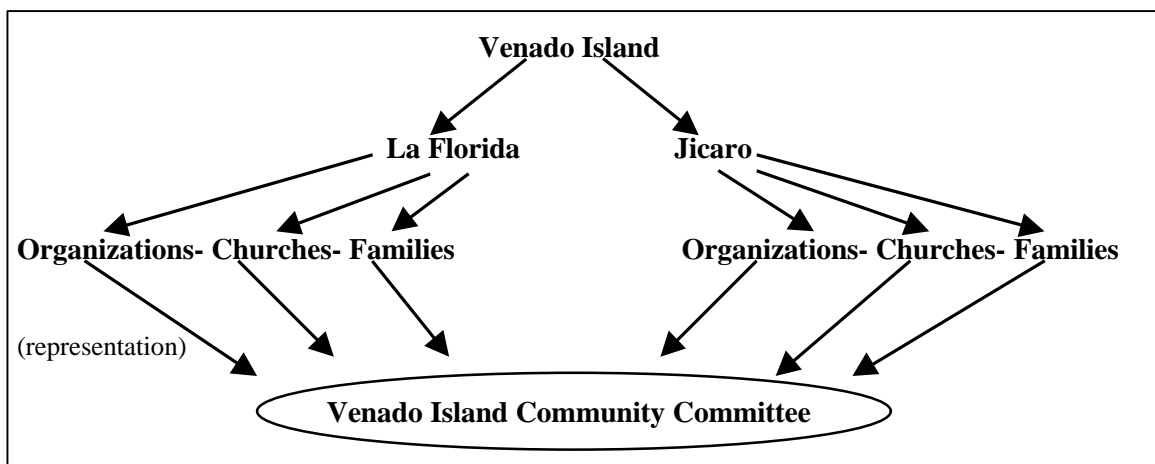 Venado Island
La Florida Jicaro
Organizations- Churches- Families Organizations- Churches- Families
(representation)
Venado Island Community Committee